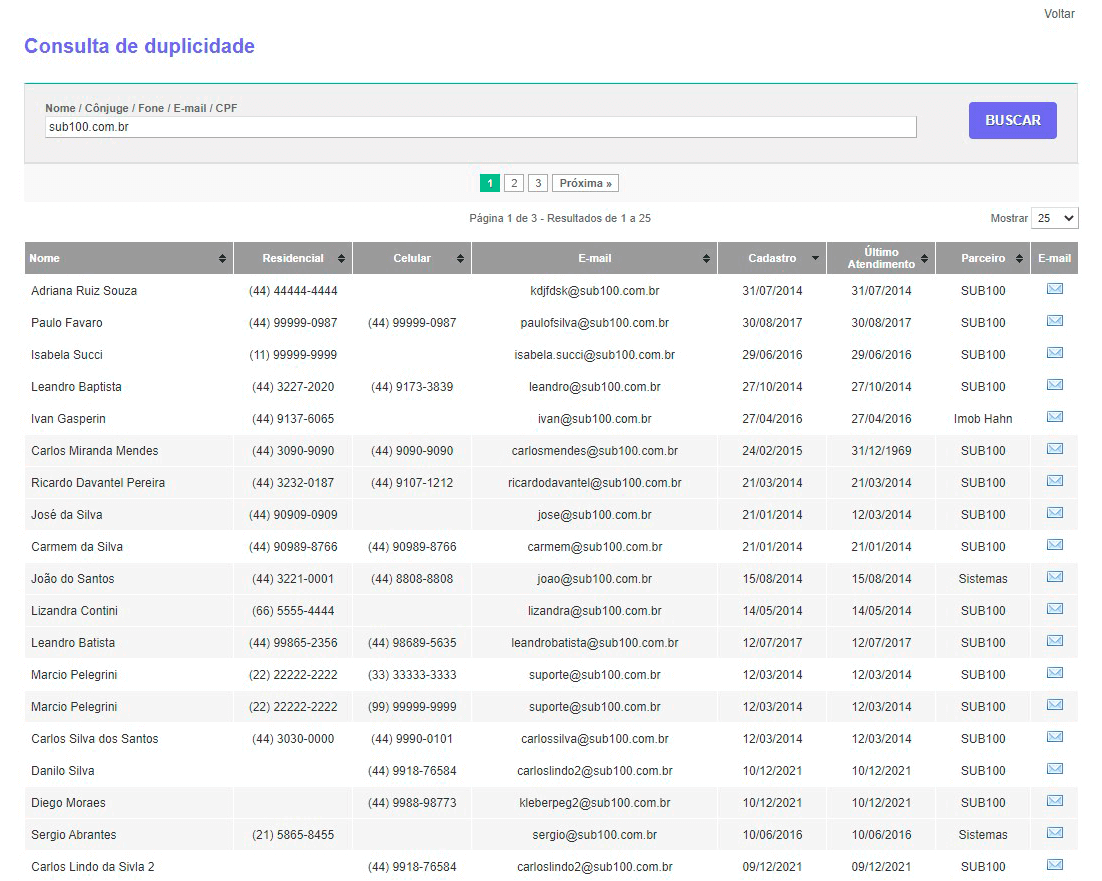 Voltar
Consulta de duplicidade
Nome / Cônjuge / Fone / E-mail / CPF
sub100.com.br
BUSCAR
1 2 3 Próxima »
Página 1 de 3 - Resultados de 1 a 25
Mostrar 25
Nome Residencial Celular E-mail Cadastro Último Atendimento Parceiro E-mail
Adriana Ruiz Souza (44) 44444-4444 kdjfdsk@sub100.com.br 31/07/2014 31/07/2014 SUB100
Paulo Favaro (44) 99999-0987 (44) 99999-0987 paulofsilva@sub100.com.br 30/08/2017 30/08/2017 SUB100
Isabela Succi (11) 99999-9999 isabela.succi@sub100.com.br 29/06/2016 29/06/2016 SUB100
Leandro Baptista (44) 3227-2020 (44) 9173-3839 leandro@sub100.com.br 27/10/2014 27/10/2014 SUB100
Ivan Gasperin (44) 9137-6065 ivan@sub100.com.br 27/04/2016 27/04/2016 Imob Hahn
Carlos Miranda Mendes (44) 3090-9090 (44) 9090-9090 carlosmendes@sub100.com.br 24/02/2015 31/12/1969 SUB100
Ricardo Davantel Pereira (44) 3232-0187 (44) 9107-1212 ricardodavantel@sub100.com.br 21/03/2014 21/03/2014 SUB100
José da Silva (44) 90909-0909 jose@sub100.com.br 21/01/2014 12/03/2014 SUB100
Carmem da Silva (44) 90989-8766 (44) 90989-8766 carmem@sub100.com.br 21/01/2014 21/01/2014 SUB100
João do Santos (44) 3221-0001 (44) 8808-8808 joao@sub100.com.br 15/08/2014 15/08/2014 Sistemas
Lizandra Contini (66) 5555-4444 lizandra@sub100.com.br 14/05/2014 14/05/2014 SUB100
Leandro Batista (44) 99865-2356 (44) 98689-5635 leandrobatista@sub100.com.br 12/07/2017 12/07/2017 SUB100
Marcio Pelegrini (22) 22222-2222 (33) 33333-3333 suporte@sub100.com.br 12/03/2014 12/03/2014 SUB100
Marcio Pelegrini (22) 22222-2222 (99) 99999-9999 suporte@sub100.com.br 12/03/2014 12/03/2014 SUB100
Carlos Silva dos Santos (44) 3030-0000 (44) 9990-0101 carlossilva@sub100.com.br 12/03/2014 12/03/2014 SUB100
Danilo Silva (44) 9918-76584 carloslindo2@sub100.com.br 10/12/2021 10/12/2021 SUB100
Diego Moraes (44) 9988-98773 kleberpeg2@sub100.com.br 10/12/2021 10/12/2021 SUB100
Sergio Abrantes (21) 5865-8455 sergio@sub100.com.br 10/06/2016 10/06/2016 Sistemas
Carlos Lindo da Sivla 2 (44) 9918-76584 carloslindo2@sub100.com.br 09/12/2021 09/12/2021 SUB100